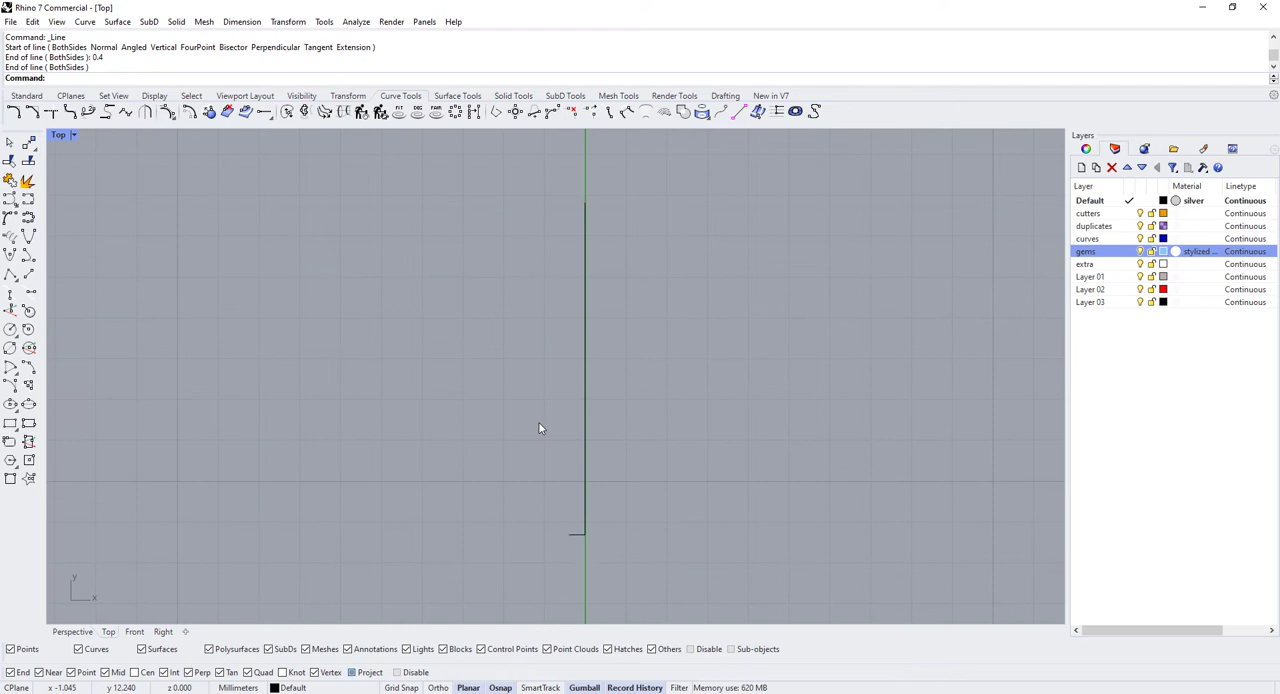 Rhino 7 Commercial - [Top]
File Edit View Curve Surface SubD Solid Mesh Dimension Transform Tools Analyze Render Panels Help
Command: _Line
Start of line ( BothSides Normal Angled Vertical FourPoint Bisector Perpendicular Tangent Extension )
End of line ( BothSides ): 0.4
End of line ( BothSides )
Command:
Standard CPlanes Set View Display Select Viewport Layout Visibility Transform Curve Tools Surface Tools Solid Tools SubD Tools Mesh Tools Render Tools Drafting New in V7
Top
Layers
Layer Material Linetype
Default silver Continuous
cutters Continuous
duplicates Continuous
curves Continuous
gems stylized ... Continuous
extra Continuous
Layer 01 Continuous
Layer 02 Continuous
Layer 03 Continuous
y
x
Perspective Top Front Right
Points Curves Surfaces Polysurfaces SubDs Meshes Annotations Lights Blocks Control Points Point Clouds Hatches Others Disable Sub-objects
End Near Point Mid Cen Int Perp Tan Quad Knot Vertex Project Disable
CPlane x -1.045 y 12.240 z 0.000 Millimeters Default Grid Snap Ortho Planar Osnap SmartTrack Gumball Record History Filter Memory use: 620 MB